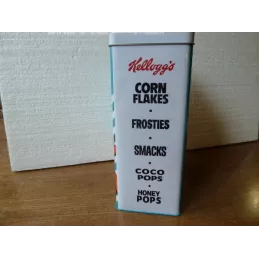 Kellogg's
CORN
FLAKES
•
FROSTIES
•
SMACKS
•
COCO
POPS
•
HONEY
POPS